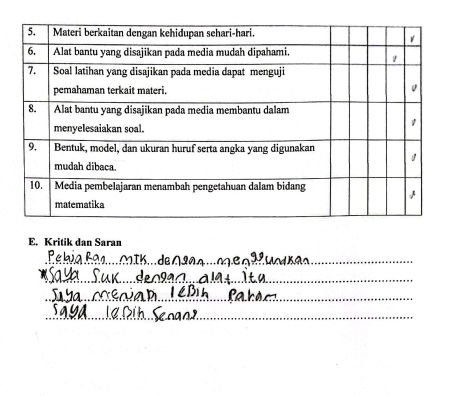 5. Materi berkaitan dengan kehidupan sehari-hari.
6. Alat bantu yang disajikan pada media mudah dipahami.
7. Soal latihan yang disajikan pada media dapat menguji
pemahaman terkait materi.
8. Alat bantu yang disajikan pada media membantu dalam
menyelesaiakan soal.
9. Bentuk, model, dan ukuran huruf serta angka yang digunakan
mudah dibaca.
10. Media pembelajaran menambah pengetahuan dalam bidang
matematika
E. Kritik dan Saran
PelajaRan MTK dengan menggunakan
Saya Suk dengan alat itu
Saya menjadi leBih Paham
Saya leBih Senang